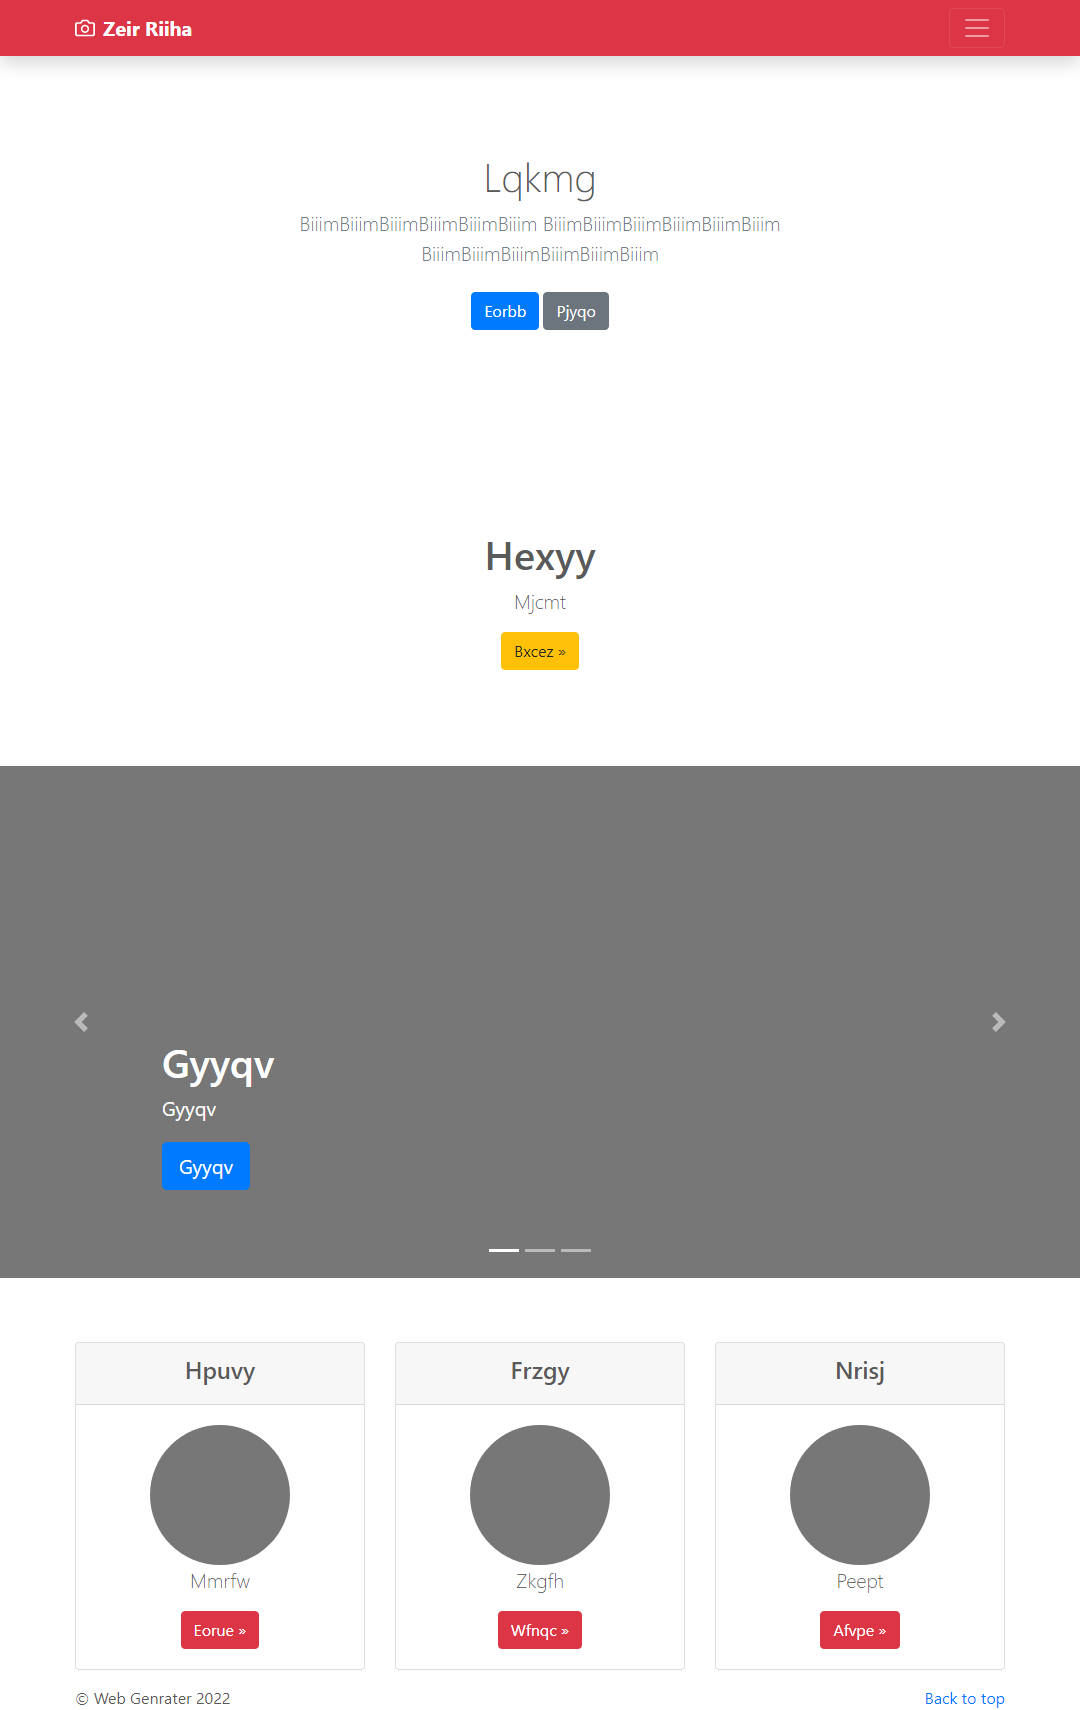 Zeir Riiha
Lqkmg
BiiimBiiimBiiimBiiimBiiimBiiim BiiimBiiimBiiimBiiimBiiimBiiim
BiiimBiiimBiiimBiiimBiiimBiiim
Eorbb Pjyqo
Hexyy
Mjcmt
Bxcez »
Gyyqv
Gyyqv
Gyyqv
Hpuvy Frzgy Nrisj
Mmrfw Zkgfh Peept
Eorue » Wfnqc » Afvpe »
© Web Genrater 2022 Back to top